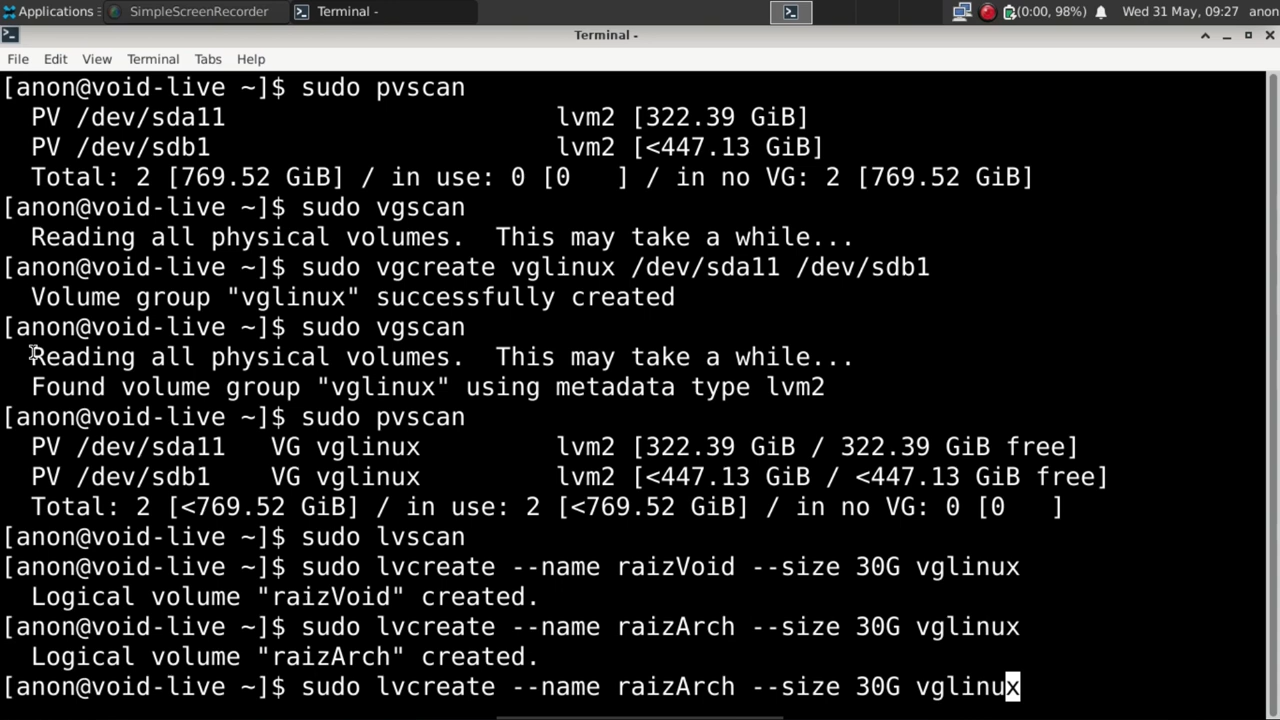 Applications SimpleScreenRecorder Terminal - (0:00, 98%) Wed 31 May, 09:27 anon
Terminal -
File Edit View Terminal Tabs Help
[anon@void-live ~]$ sudo pvscan
  PV /dev/sda11                      lvm2 [322.39 GiB]
  PV /dev/sdb1                       lvm2 [<447.13 GiB]
  Total: 2 [769.52 GiB] / in use: 0 [0   ] / in no VG: 2 [769.52 GiB]
[anon@void-live ~]$ sudo vgscan
  Reading all physical volumes.  This may take a while...
[anon@void-live ~]$ sudo vgcreate vglinux /dev/sda11 /dev/sdb1
  Volume group "vglinux" successfully created
[anon@void-live ~]$ sudo vgscan
  Reading all physical volumes.  This may take a while...
  Found volume group "vglinux" using metadata type lvm2
[anon@void-live ~]$ sudo pvscan
  PV /dev/sda11   VG vglinux         lvm2 [322.39 GiB / 322.39 GiB free]
  PV /dev/sdb1    VG vglinux         lvm2 [<447.13 GiB / <447.13 GiB free]
  Total: 2 [<769.52 GiB] / in use: 2 [<769.52 GiB] / in no VG: 0 [0   ]
[anon@void-live ~]$ sudo lvscan
[anon@void-live ~]$ sudo lvcreate --name raizVoid --size 30G vglinux
  Logical volume "raizVoid" created.
[anon@void-live ~]$ sudo lvcreate --name raizArch --size 30G vglinux
  Logical volume "raizArch" created.
[anon@void-live ~]$ sudo lvcreate --name raizArch --size 30G vglinux